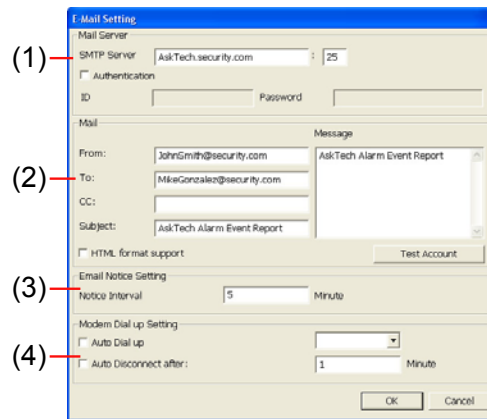 E-Mail Setting
Mail Server
(1) SMTP Server AskTech.security.com : 25
Authentication
ID Password
Mail
Message
From: JohnSmith@security.com AskTech Alarm Event Report
(2) To: MikeGonzalez@security.com
CC:
Subject: AskTech Alarm Event Report
HTML format support Test Account
Email Notice Setting
(3) Notice Interval 5 Minute
Modem Dial up Setting
Auto Dial up
(4) Auto Disconnect after: 1 Minute
OK Cancel